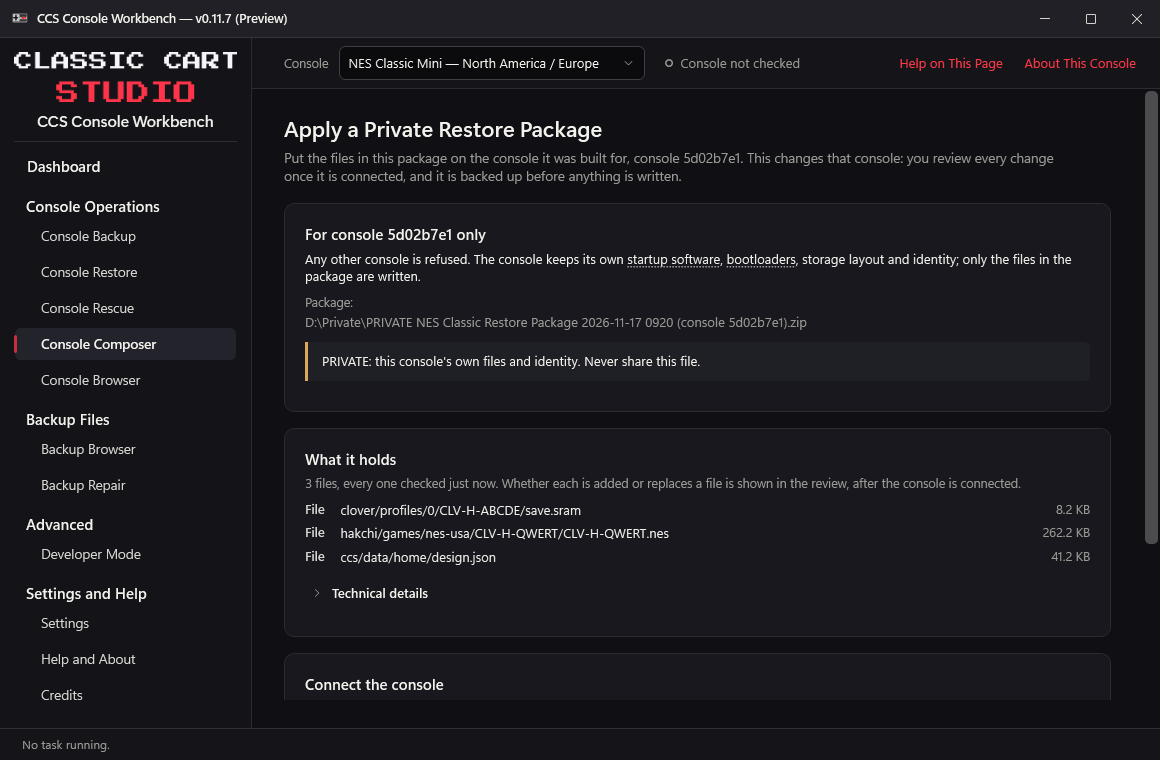 CCS Console Workbench — v0.11.7 (Preview)
CLASSIC CART
STUDIO
CCS Console Workbench
Dashboard
Console Operations
Console Backup
Console Restore
Console Rescue
Console Composer
Console Browser
Backup Files
Backup Browser
Backup Repair
Advanced
Developer Mode
Settings and Help
Settings
Help and About
Credits
Console
NES Classic Mini — North America / Europe
Console not checked
Help on This Page
About This Console
Apply a Private Restore Package
Put the files in this package on the console it was built for, console 5d02b7e1. This changes that console: you review every change
once it is connected, and it is backed up before anything is written.
For console 5d02b7e1 only
Any other console is refused. The console keeps its own startup software, bootloaders, storage layout and identity; only the files in the
package are written.
Package:
D:\Private\PRIVATE NES Classic Restore Package 2026-11-17 0920 (console 5d02b7e1).zip
PRIVATE: this console's own files and identity. Never share this file.
What it holds
3 files, every one checked just now. Whether each is added or replaces a file is shown in the review, after the console is connected.
File clover/profiles/0/CLV-H-ABCDE/save.sram 8.2 KB
File hakchi/games/nes-usa/CLV-H-QWERT/CLV-H-QWERT.nes 262.2 KB
File ccs/data/home/design.json 41.2 KB
Technical details
Connect the console
No task running.